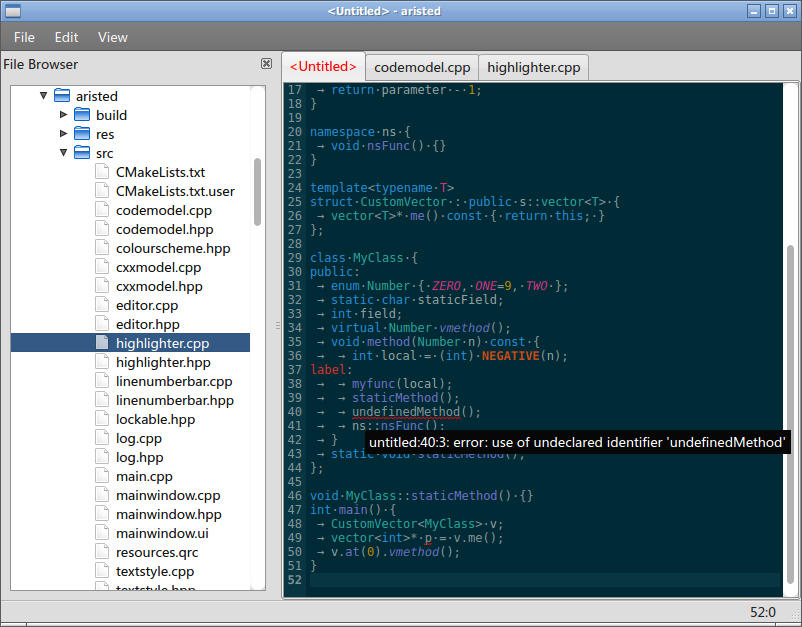 <Untitled> - aristed
File Edit View
File Browser
aristed
build
res
src
CMakeLists.txt
CMakeLists.txt.user
codemodel.cpp
codemodel.hpp
colourscheme.hpp
cxxmodel.cpp
cxxmodel.hpp
editor.cpp
editor.hpp
highlighter.cpp
highlighter.hpp
linenumberbar.cpp
linenumberbar.hpp
lockable.hpp
log.cpp
log.hpp
main.cpp
mainwindow.cpp
mainwindow.hpp
mainwindow.ui
resources.qrc
textstyle.cpp
textstyle.hpp
<Untitled> codemodel.cpp highlighter.cpp
17 → return·parameter·-·1;
18 }
19
20 namespace·ns·{
21 → void·nsFunc()·{}
22 }
23
24 template<typename·T>
25 struct·CustomVector·:·public·s::vector<T>·{
26 → vector<T>*·me()·const·{·return·this;·}
27 };
28
29 class·MyClass·{
30 public:
31 → enum·Number·{·ZERO,·ONE=9,·TWO·};
32 → static·char·staticField;
33 → int·field;
34 → virtual·Number·vmethod();
35 → void·method(Number·n)·const·{
36 → → int·local·=·(int)·NEGATIVE(n);
37 label:
38 → → myfunc(local);
39 → → staticMethod();
40 → → undefinedMethod();
41 → → ns::nsFunc();
42 → }
untitled:40:3: error: use of undeclared identifier 'undefinedMethod'
43 → static·void·staticMethod();
44 };
45
46 void·MyClass::staticMethod()·{}
47 int·main()·{
48 → CustomVector<MyClass>·v;
49 → vector<int>*·p·=·v.me();
50 → v.at(0).vmethod();
51 }
52
52:0